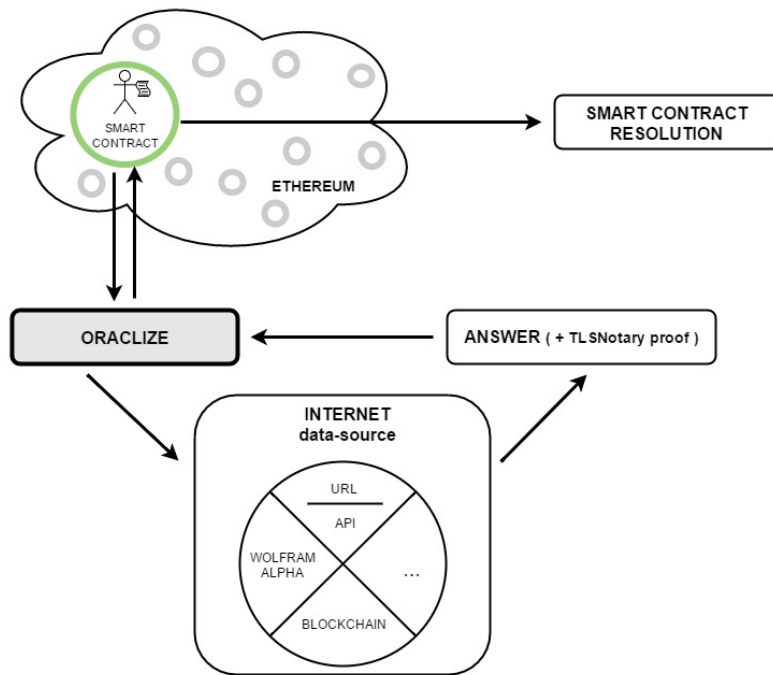 SMART
CONTRACT
SMART CONTRACT
RESOLUTION
ETHEREUM
ORACLIZE
ANSWER ( + TLSNotary proof )
INTERNET
data-source
URL
API
WOLFRAM
ALPHA
...
BLOCKCHAIN